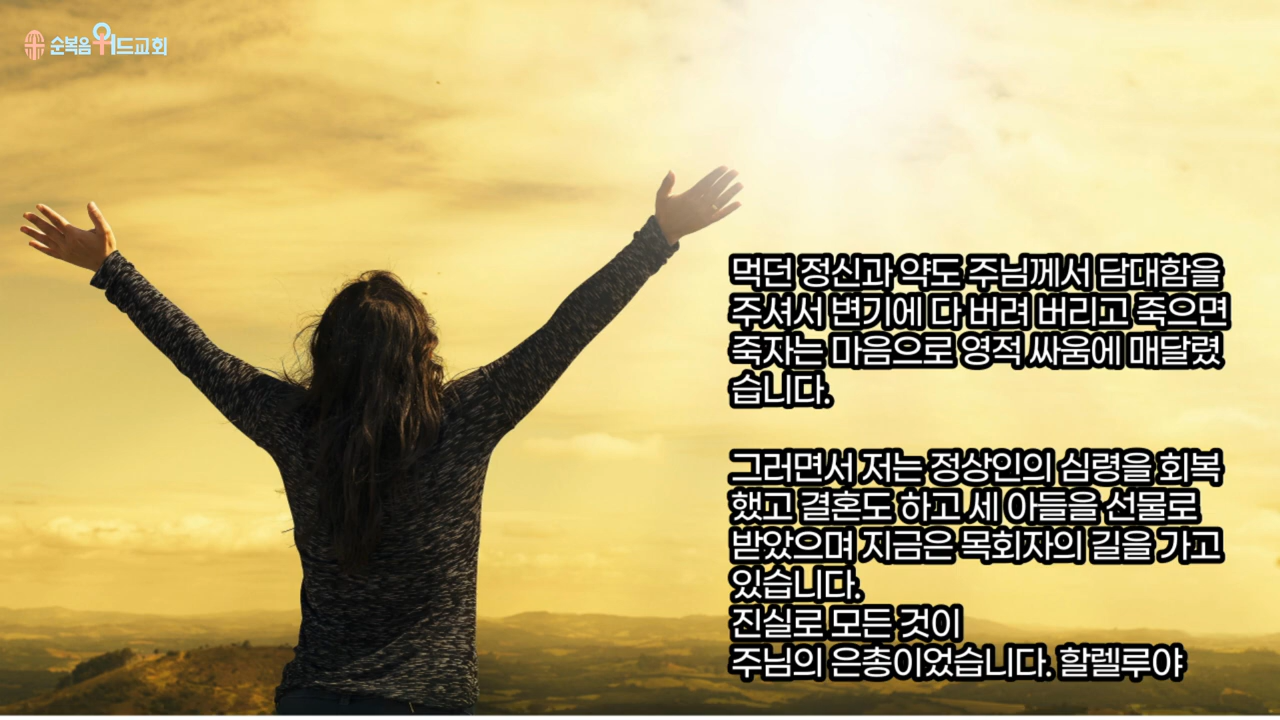 순복음위드교회
먹던 정신과 약도 주님께서 담대함을
주셔서 변기에 다 버려 버리고 죽으면
죽자는 마음으로 영적 싸움에 매달렸
습니다.
그러면서 저는 정상인의 심령을 회복
했고 결혼도 하고 세 아들을 선물로
받았으며 지금은 목회자의 길을 가고
있습니다.
진실로 모든 것이
주님의 은총이었습니다. 할렐루야